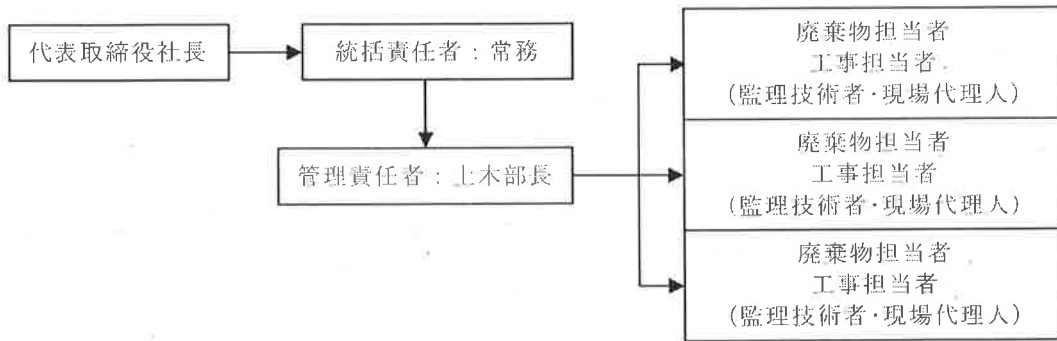 代表取締役社長
統括責任者：常務
管理責任者：土木部長
廃棄物担当者
工事担当者
(監理技術者・現場代理人)
廃棄物担当者
工事担当者
(監理技術者・現場代理人)
廃棄物担当者
工事担当者
(監理技術者・現場代理人)